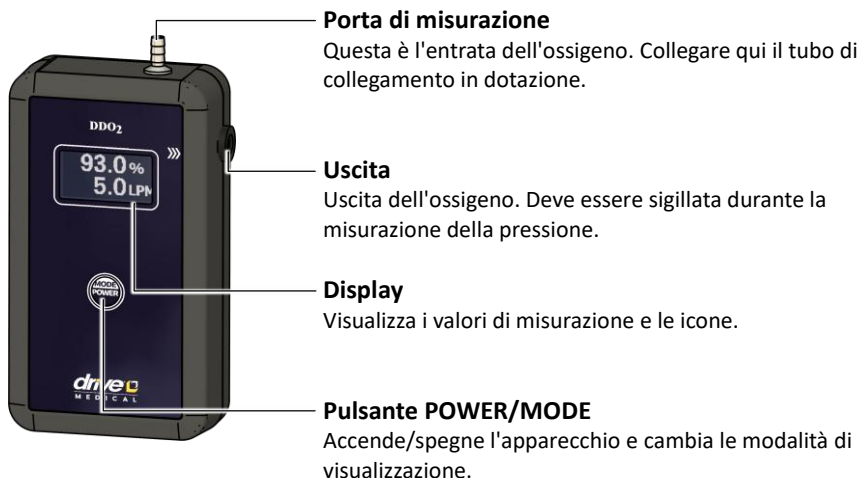 Porta di misurazione
Questa è l'entrata dell'ossigeno. Collegare qui il tubo di
collegamento in dotazione.
DDO2
93.0%
5.0 LPM
Uscita
Uscita dell'ossigeno. Deve essere sigillata durante la
misurazione della pressione.
Display
Visualizza i valori di misurazione e le icone.
MODE
POWER
drive
MEDICAL
Pulsante POWER/MODE
Accende/spegne l'apparecchio e cambia le modalità di
visualizzazione.